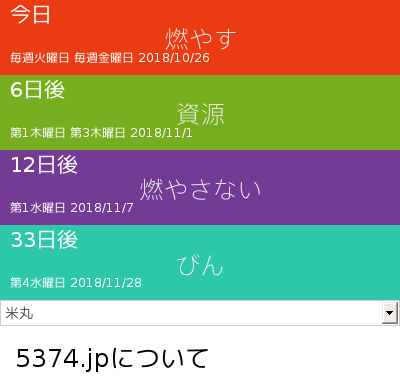 今日
燃やす
毎週火曜日 毎週金曜日 2018/10/26
6日後
資源
第1木曜日 第3木曜日 2018/11/1
12日後
燃やさない
第1水曜日 2018/11/7
33日後
びん
第4水曜日 2018/11/28
米丸
5374.jpについて